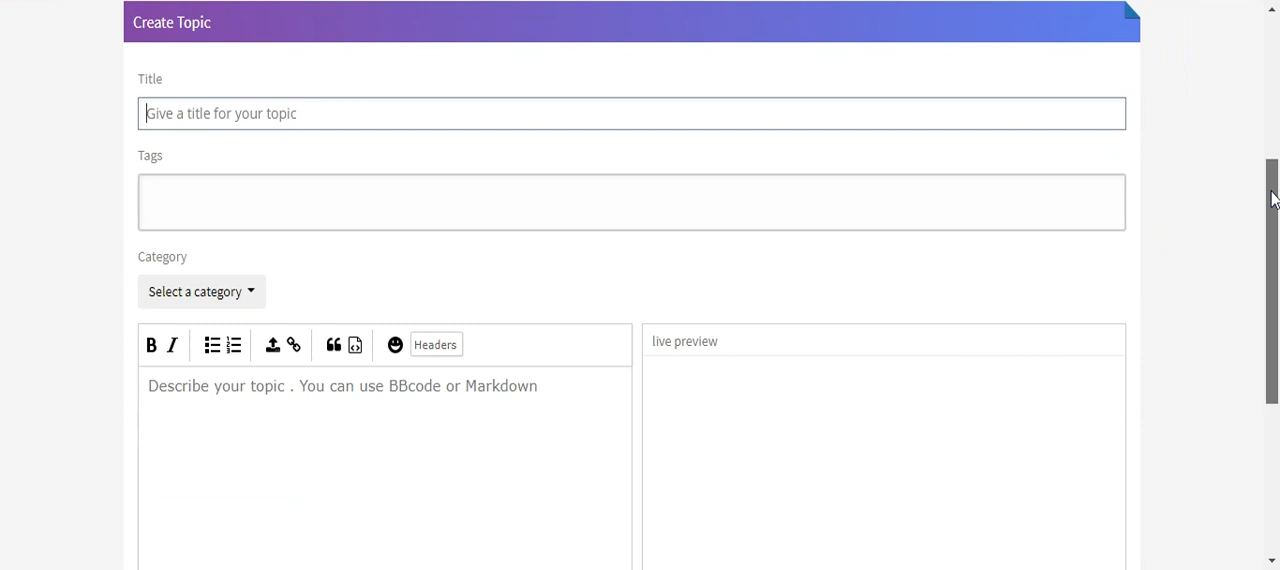 Create Topic
Title
Give a title for your topic
Tags
Category
Select a category
B I Headers
live preview
Describe your topic . You can use BBcode or Markdown